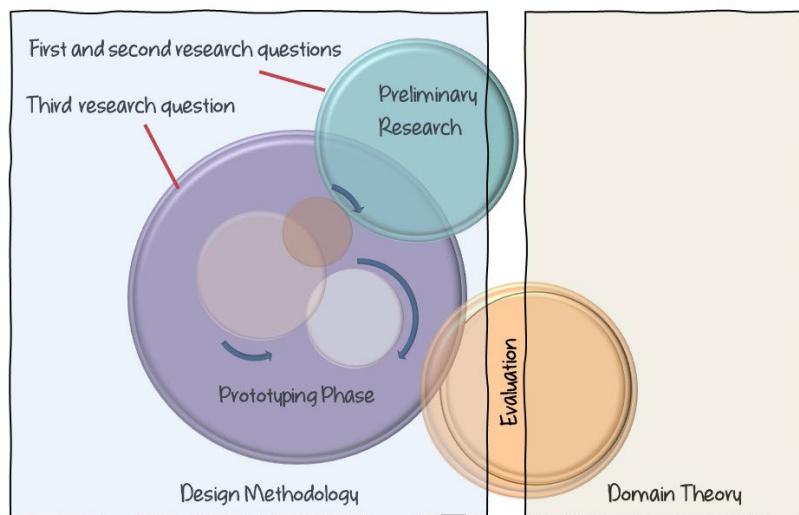 First and second research questions
Third research question
Preliminary
Research
Prototyping Phase
Evaluation
Design Methodology
Domain Theory